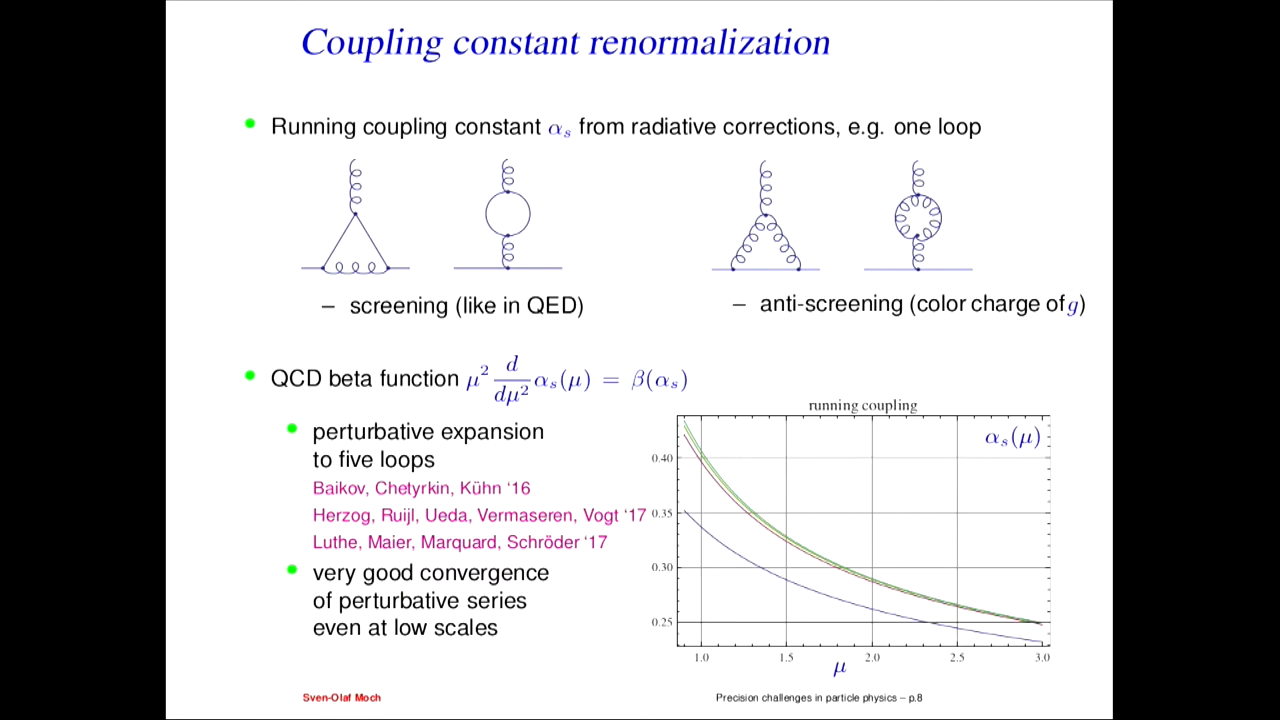 Coupling constant renormalization
Running coupling constant αs from radiative corrections, e.g. one loop
– screening (like in QED)
– anti-screening (color charge of g)
QCD beta function μ² d/dμ² αs(μ) = β(αs)
perturbative expansion
to five loops
Baikov, Chetyrkin, Kühn ‘16
Herzog, Ruijl, Ueda, Vermaseren, Vogt ‘17
Luthe, Maier, Marquard, Schröder ‘17
very good convergence
of perturbative series
even at low scales
running coupling
αs(μ)
0.40
0.35
0.30
0.25
1.0 1.5 2.0 2.5 3.0
μ
Sven-Olaf Moch
Precision challenges in particle physics – p.8